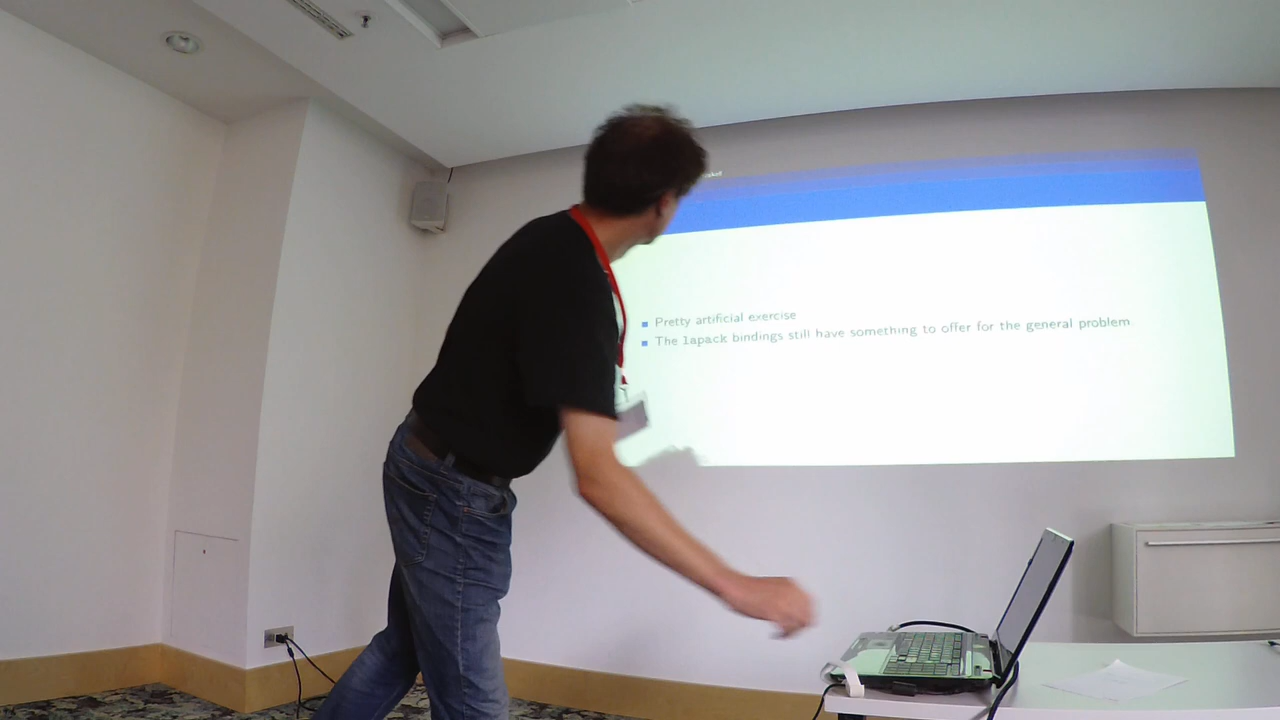 Pretty artificial exercise
The lapack bindings still have something to offer for the general problem